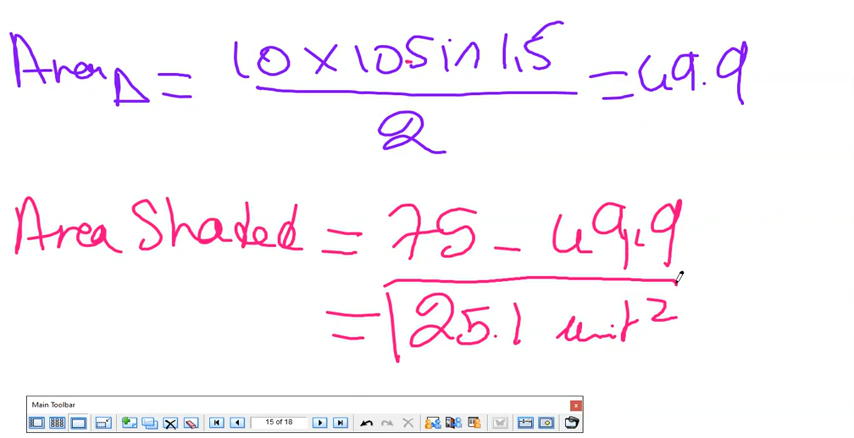 10 × 10 sin 1,5
Area△ = ― = 49.9
2
Area Shaded = 75 - 49,9
= 25.1 unit²
Main Toolbar
15 of 18